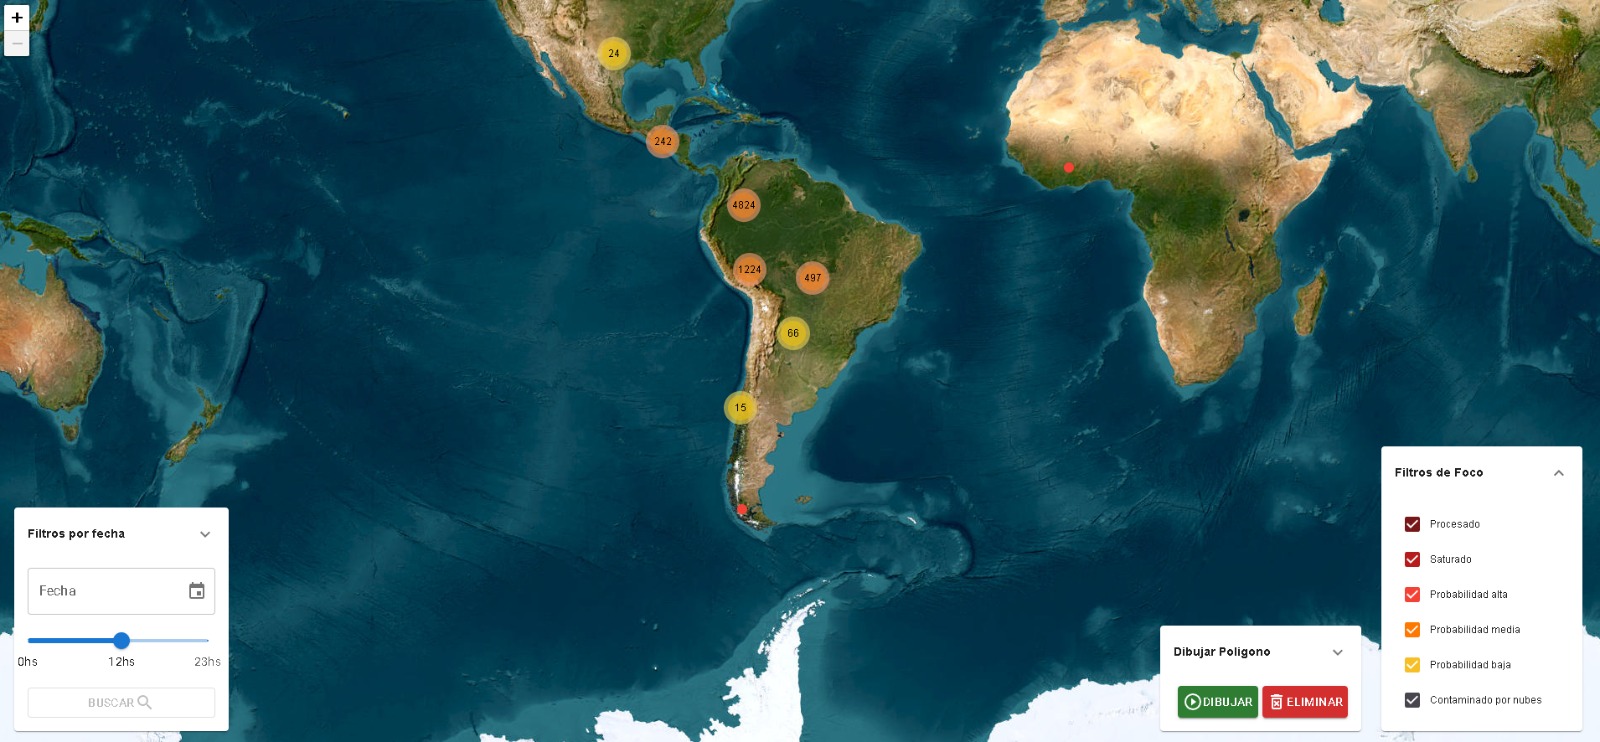 +
−
24
242
4824
1224
497
66
15
Filtros por fecha
Fecha
0hs 12hs 23hs
BUSCAR
Dibujar Poligono
DIBUJAR ELIMINAR
Filtros de Foco
Procesado
Saturado
Probabilidad alta
Probabilidad media
Probabilidad baja
Contaminado por nubes